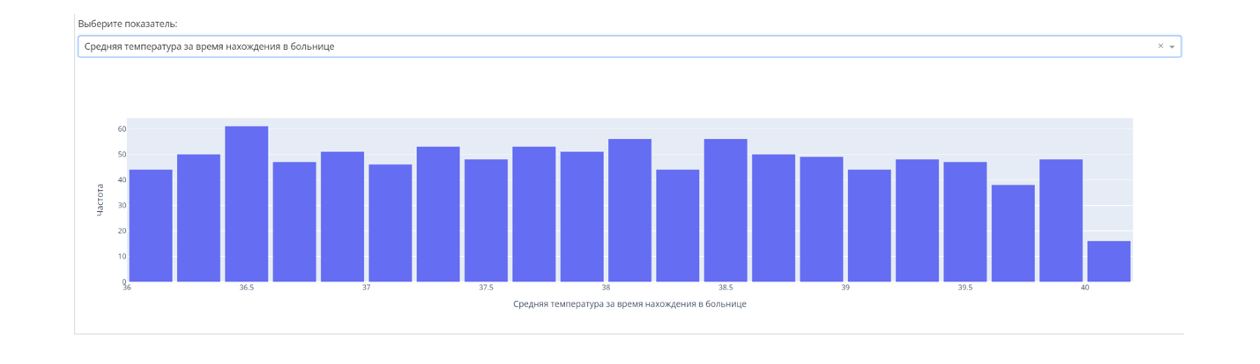 Выберите показатель:
Средняя температура за время нахождения в больнице
× 
60
50
40
30
20
10
0
Частота
36 36.5 37 37.5 38 38.5 39 39.5 40
Средняя температура за время нахождения в больнице